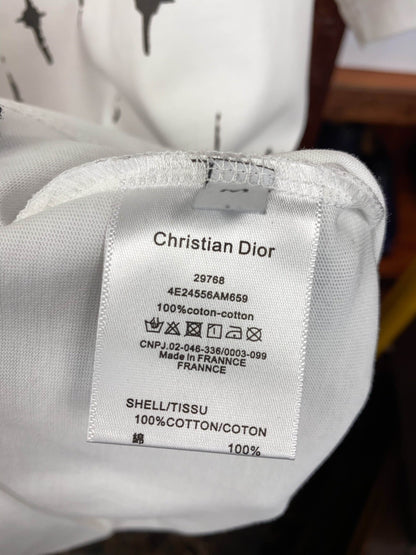 Christian Dior
29768
4E24556AM659
100%coton-cotton
CNPJ.02-046-336/0003-099
Made in FRANNCE
FRANNCE
SHELL/TISSU
100%COTTON/COTON
綿 100%